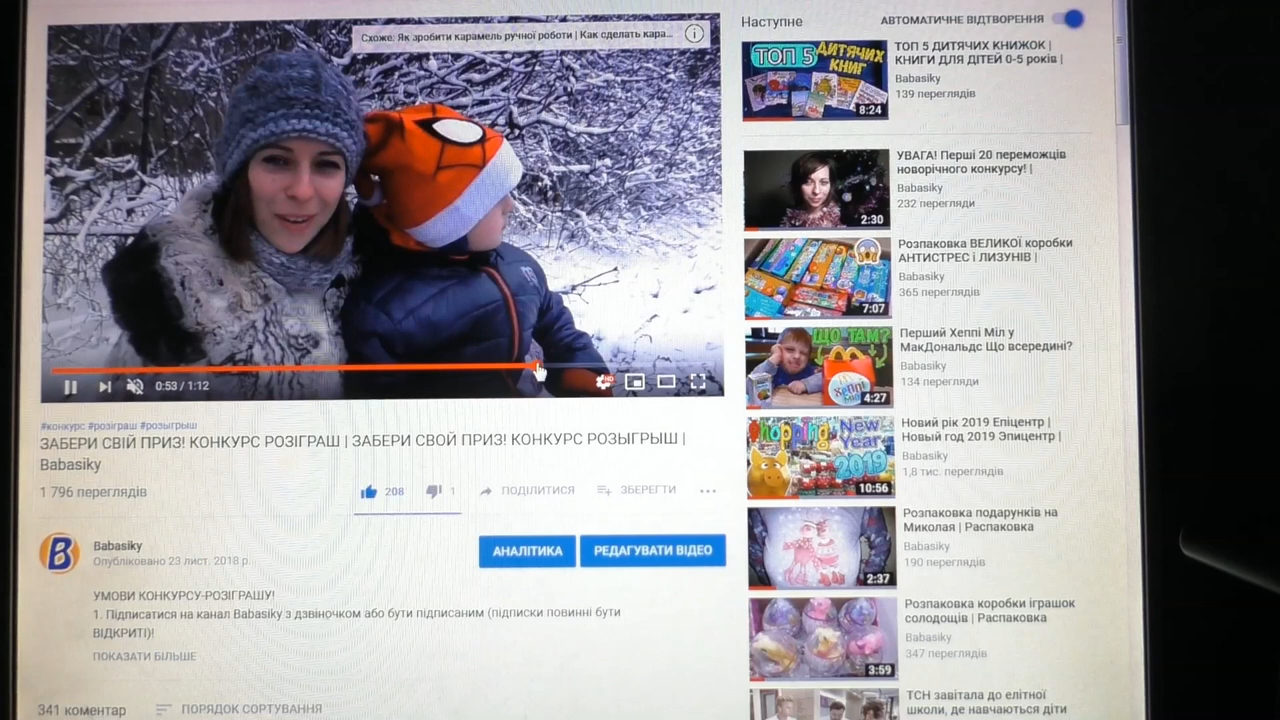 Схоже: Як зробити карамель ручної роботи | Как сделать кара...
0:53 / 1:12
HD
#конкурс #розіграш #розыгрыш
ЗАБЕРИ СВІЙ ПРИЗ! КОНКУРС РОЗІГРАШ | ЗАБЕРИ СВОЙ ПРИЗ! КОНКУРС РОЗЫГРЫШ |
Babasiky
1 796 переглядів
208
1
ПОДІЛИТИСЯ
ЗБЕРЕГТИ
B
Babasiky
Опубліковано 23 лист. 2018 р.
АНАЛІТИКА
РЕДАГУВАТИ ВІДЕО
УМОВИ КОНКУРСУ-РОЗІГРАШУ!
1. Підписатися на канал Babasiky з дзвіночком або бути підписаним (підписки повинні бути
ВІДКРИТІ)!
ПОКАЗАТИ БІЛЬШЕ
341 коментар
ПОРЯДОК СОРТУВАННЯ
Наступне
АВТОМАТИЧНЕ ВІДТВОРЕННЯ
ТОП 5 ДИТЯЧИХ
КНИГ
8:24
ТОП 5 ДИТЯЧИХ КНИЖОК |
КНИГИ ДЛЯ ДІТЕЙ 0-5 років |
Babasiky
139 переглядів
2:30
УВАГА! Перші 20 переможців
новорічного конкурсу! |
Babasiky
232 перегляди
7:07
Розпаковка ВЕЛИКОЇ коробки
АНТИСТРЕС і ЛИЗУНІВ |
Babasiky
365 переглядів
ЩО ТАМ?
Хеппі
Міл
4:27
Перший Хеппі Міл у
МакДональдс Що всередині?
Babasiky
134 перегляди
Shopping
New
Year
2019
10:56
Новий рік 2019 Епіцентр |
Новый год 2019 Эпицентр |
Babasiky
1,8 тис. переглядів
2:37
Розпаковка подарунків на
Миколая | Распаковка
Babasiky
190 переглядів
3:59
Розпаковка коробки іграшок
солодощів | Распаковка
Babasiky
347 переглядів
ТСН завітала до елітної
школи, де навчаються діти